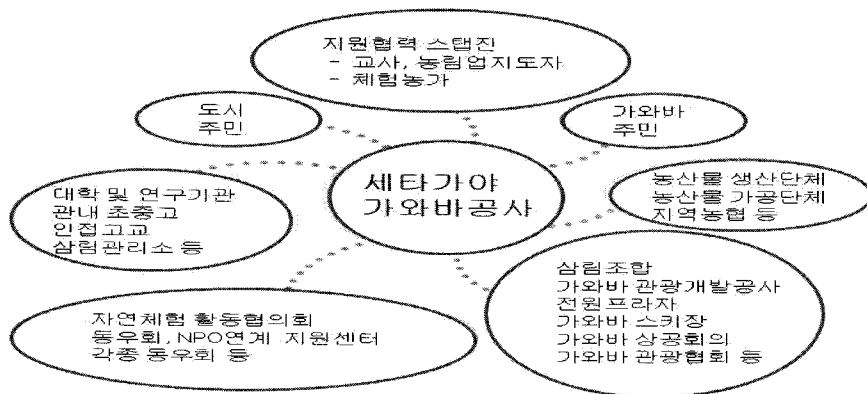 지원협력 스탭진
- 교사, 농림업지도자
- 체험농가
도시
주민
가와바
주민
세타가야
가와바공사
대학 및 연구기관
관내 초중고
인접고교
삼림관리소 등
농산물 생산단체
농산물 가공단체
지역농협 등
자연체험 활동협의회
동우회, NPO연계 지원센터
각종 동우회 등
삼림조합
가와바 관광개발공사
전원프라자
가와바 스키장
가와바 상공회의
가와바 관광협회 등